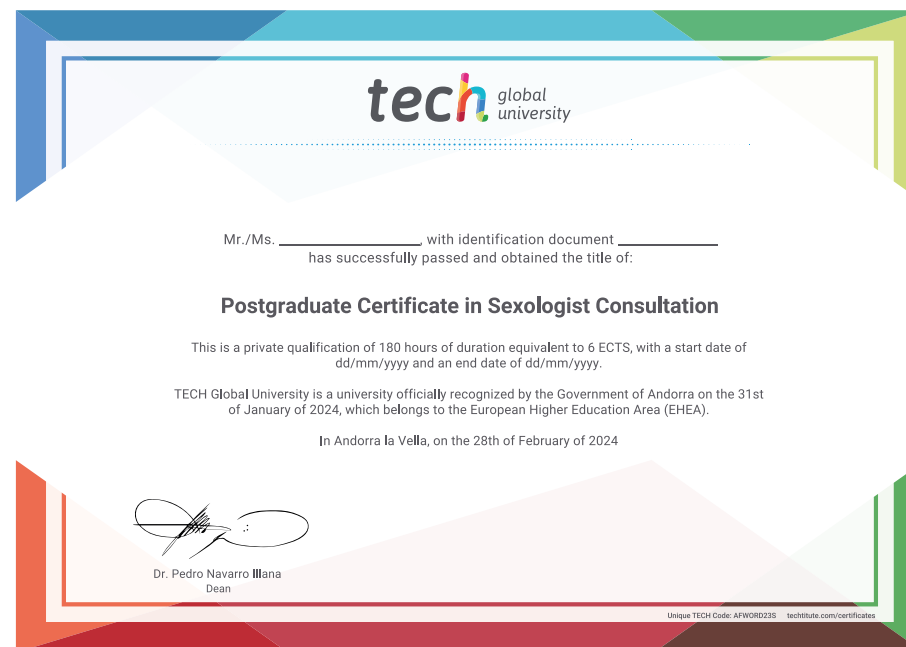 tech global
university
Mr./Ms. ________________, with identification document ____________
has successfully passed and obtained the title of:
Postgraduate Certificate in Sexologist Consultation
This is a private qualification of 180 hours of duration equivalent to 6 ECTS, with a start date of
dd/mm/yyyy and an end date of dd/mm/yyyy.
TECH Global University is a university officially recognized by the Government of Andorra on the 31st
of January of 2024, which belongs to the European Higher Education Area (EHEA).
In Andorra la Vella, on the 28th of February of 2024
Dr. Pedro Navarro Illana
Dean
Unique TECH Code: AFWORD23S techtitute.com/certificates